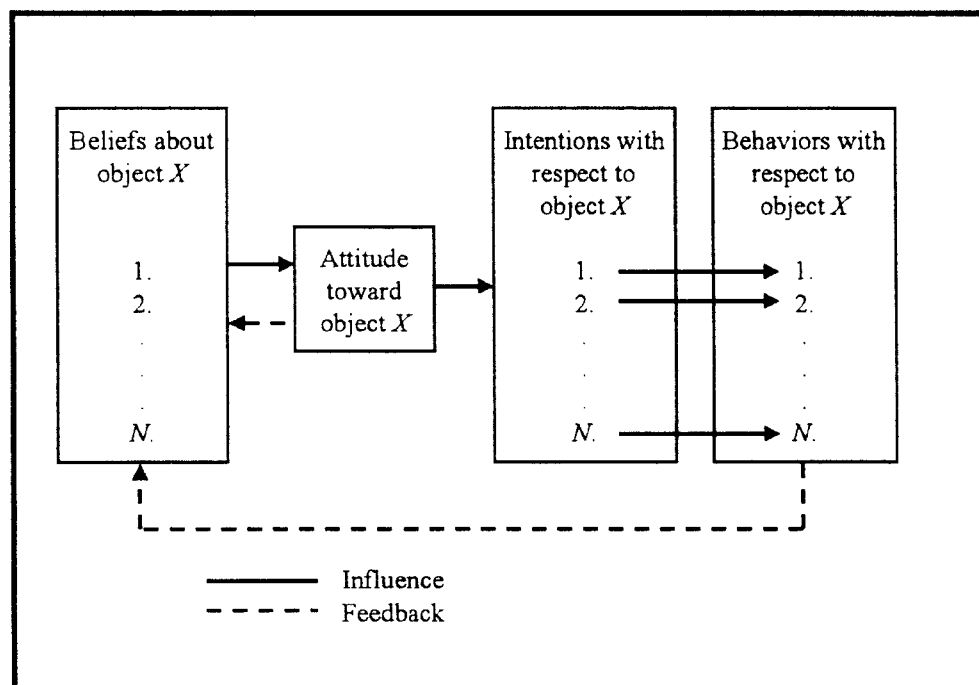 Beliefs about
object X
1.
2.
.
.
.
N.
Attitude
toward
object X
Intentions with
respect to
object X
1.
2.
.
.
.
N.
Behaviors with
respect to
object X
1.
2.
.
.
.
N.
Influence
Feedback